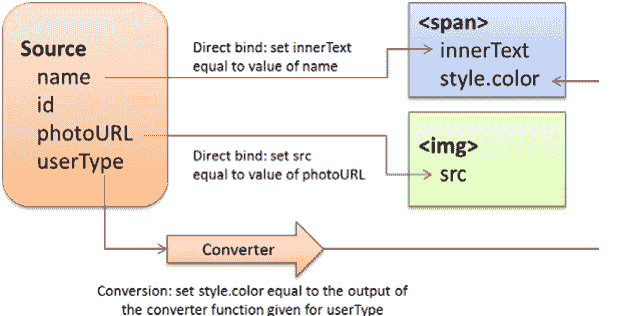 Source
name
id
photoURL
userType
Direct bind: set innerText
equal to value of name
<span>
innerText
style.color
Direct bind: set src
equal to value of photoURL
<img>
src
Converter
Conversion: set style.color equal to the output of
the converter function given for userType